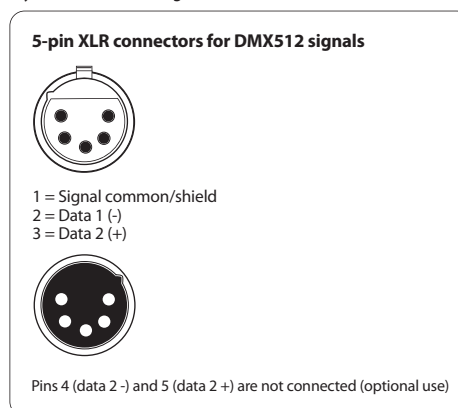 5-pin XLR connectors for DMX512 signals
1 = Signal common/shield
2 = Data 1 (-)
3 = Data 2 (+)
Pins 4 (data 2 -) and 5 (data 2 +) are not connected (optional use)